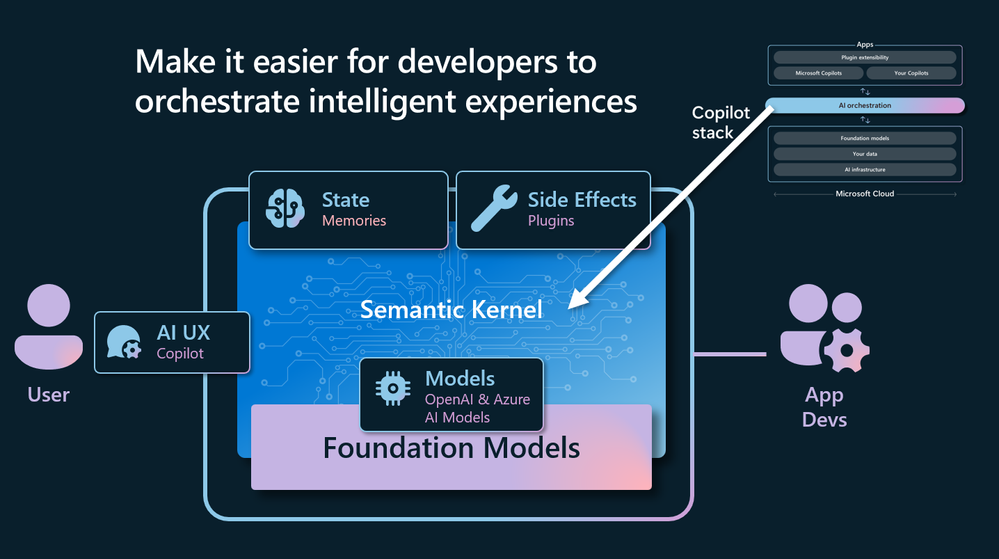 Make it easier for developers to
orchestrate intelligent experiences
Apps
Plugin extensibility
Microsoft Copilots
Your Copilots
AI orchestration
Foundation models
Your data
AI infrastructure
Microsoft Cloud
Copilot
stack
State
Memories
Side Effects
Plugins
Semantic Kernel
AI UX
Copilot
User
Models
OpenAI & Azure
AI Models
Foundation Models
App
Devs